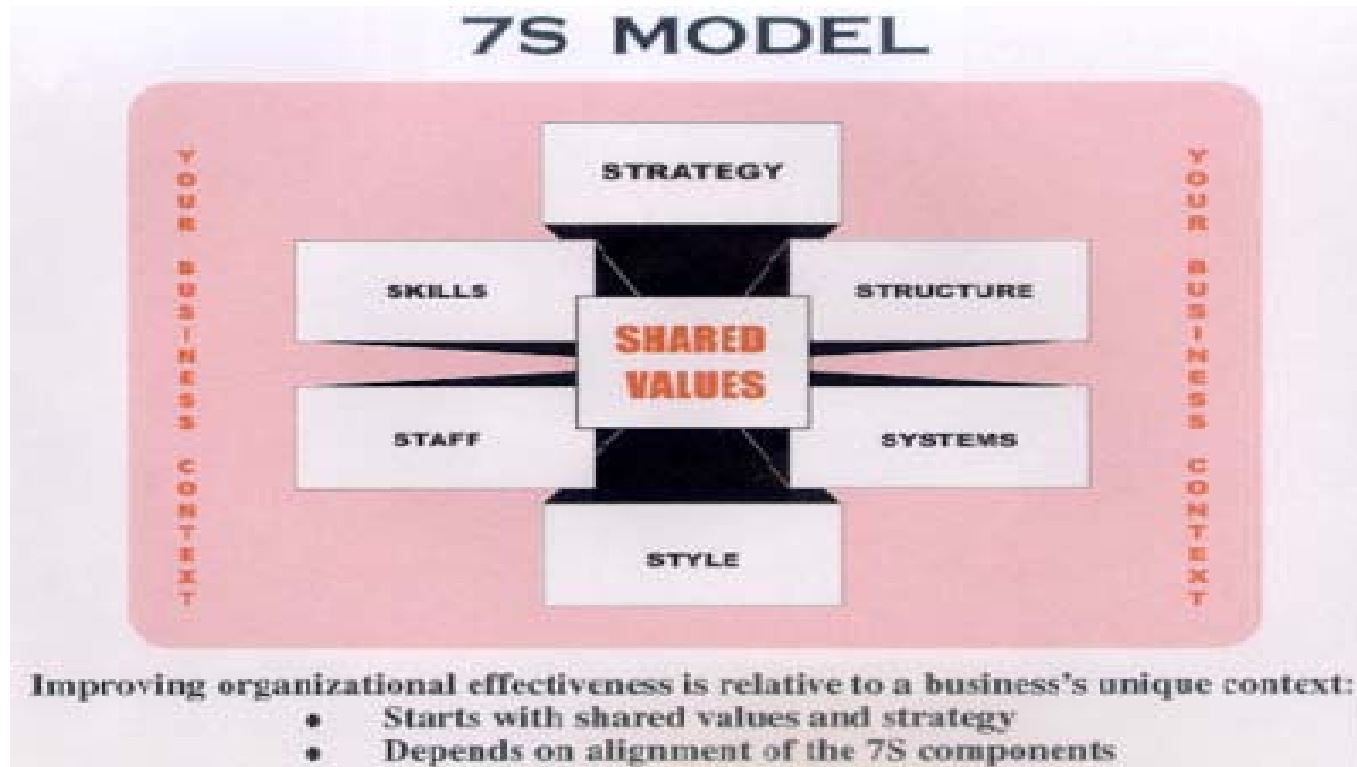 7S MODEL
YOUR BUSINESS CONTEXT
STRATEGY
SKILLS
STRUCTURE
SHARED
VALUES
STAFF
SYSTEMS
STYLE
YOUR BUSINESS CONTEXT
Improving organizational effectiveness is relative to a business's unique context:
• Starts with shared values and strategy
• Depends on alignment of the 7S components